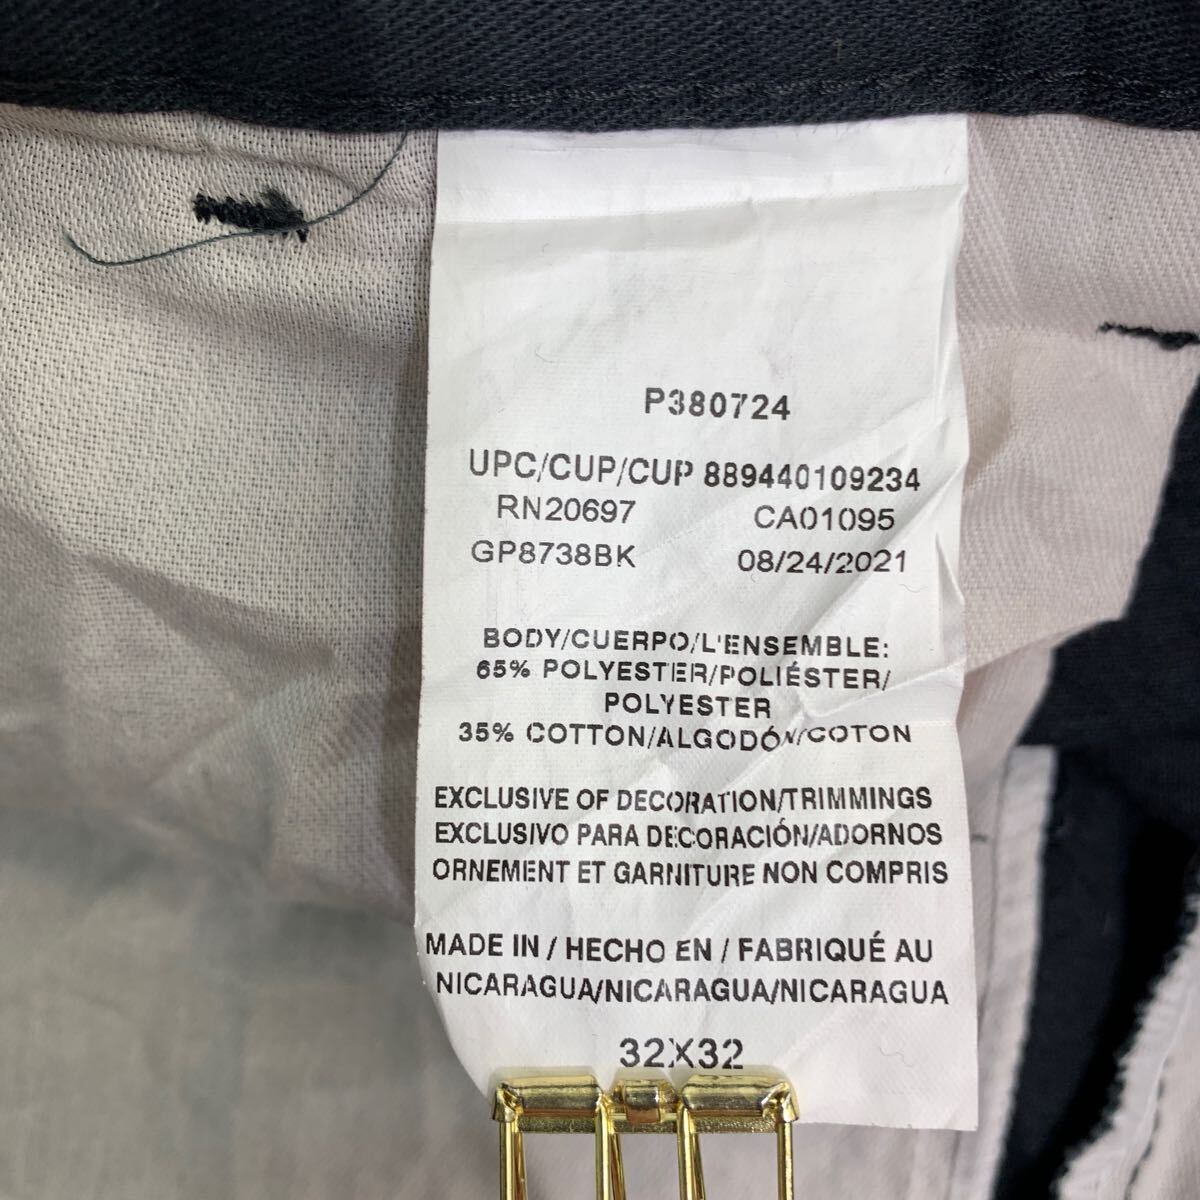 P380724
UPC/CUP/CUP 889440109234
RN20697 CA01095
GP8738BK 08/24/2021
BODY/CUERPO/L'ENSEMBLE:
65% POLYESTER/POLIÉSTER/
POLYESTER
35% COTTON/ALGODÓN/COTON
EXCLUSIVE OF DECORATION/TRIMMINGS
EXCLUSIVO PARA DECORACIÓN/ADORNOS
ORNEMENT ET GARNITURE NON COMPRIS
MADE IN / HECHO EN / FABRIQUÉ AU
NICARAGUA/NICARAGUA/NICARAGUA
32X32